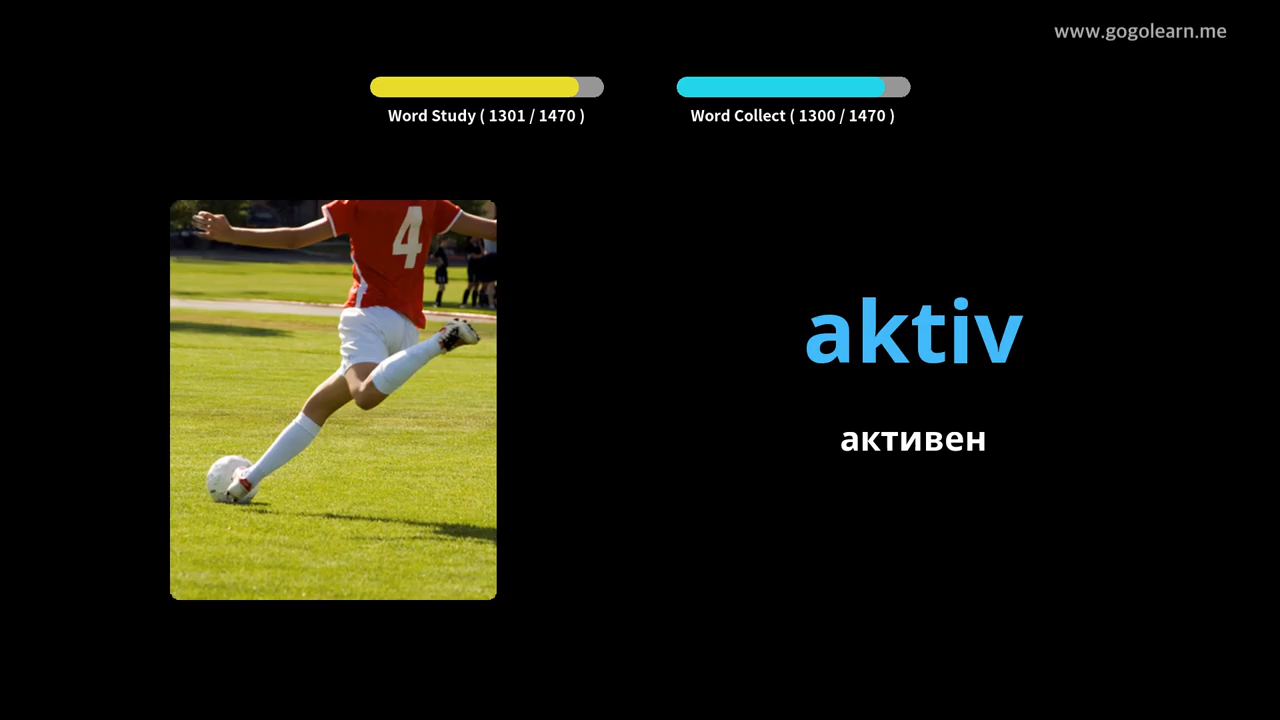 www.gogolearn.me
Word Study ( 1301 / 1470 )
Word Collect ( 1300 / 1470 )
4
aktiv
активен